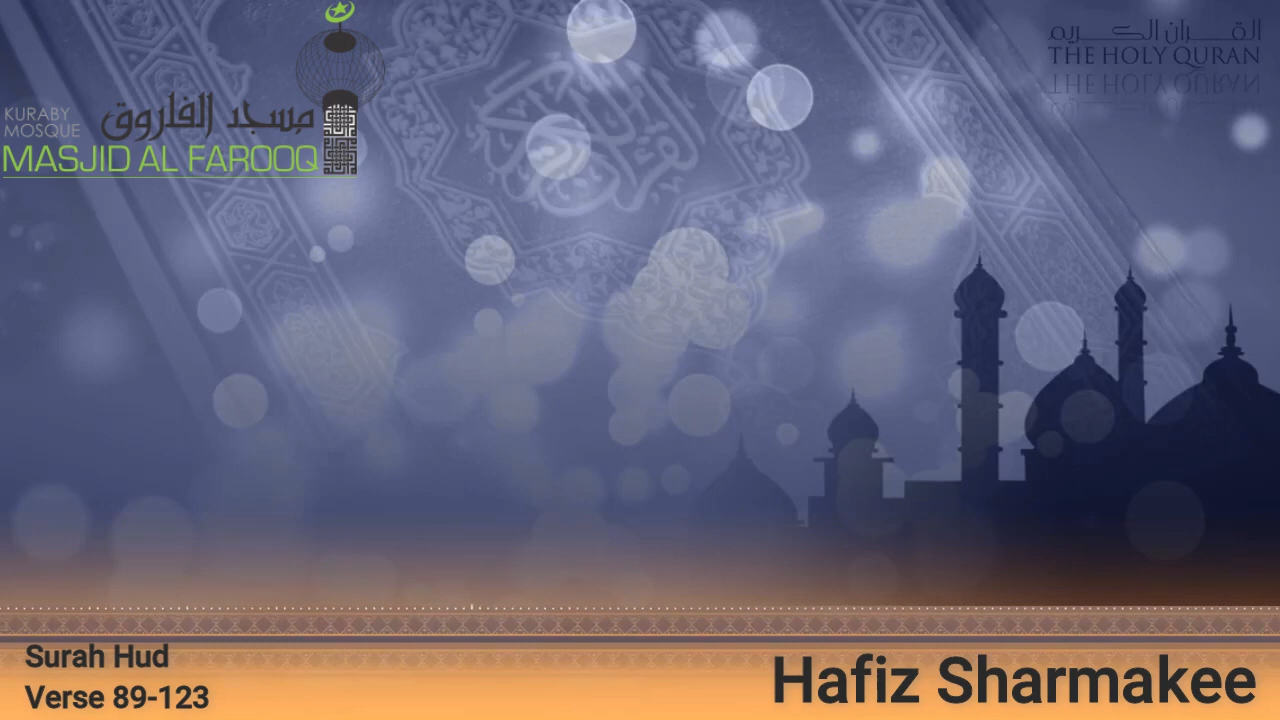 القرآن الكريم
THE HOLY QURAN
KURABY
MOSQUE
مسجد الفاروق
MASJID AL FAROOQ
Surah Hud
Verse 89-123
Hafiz Sharmakee